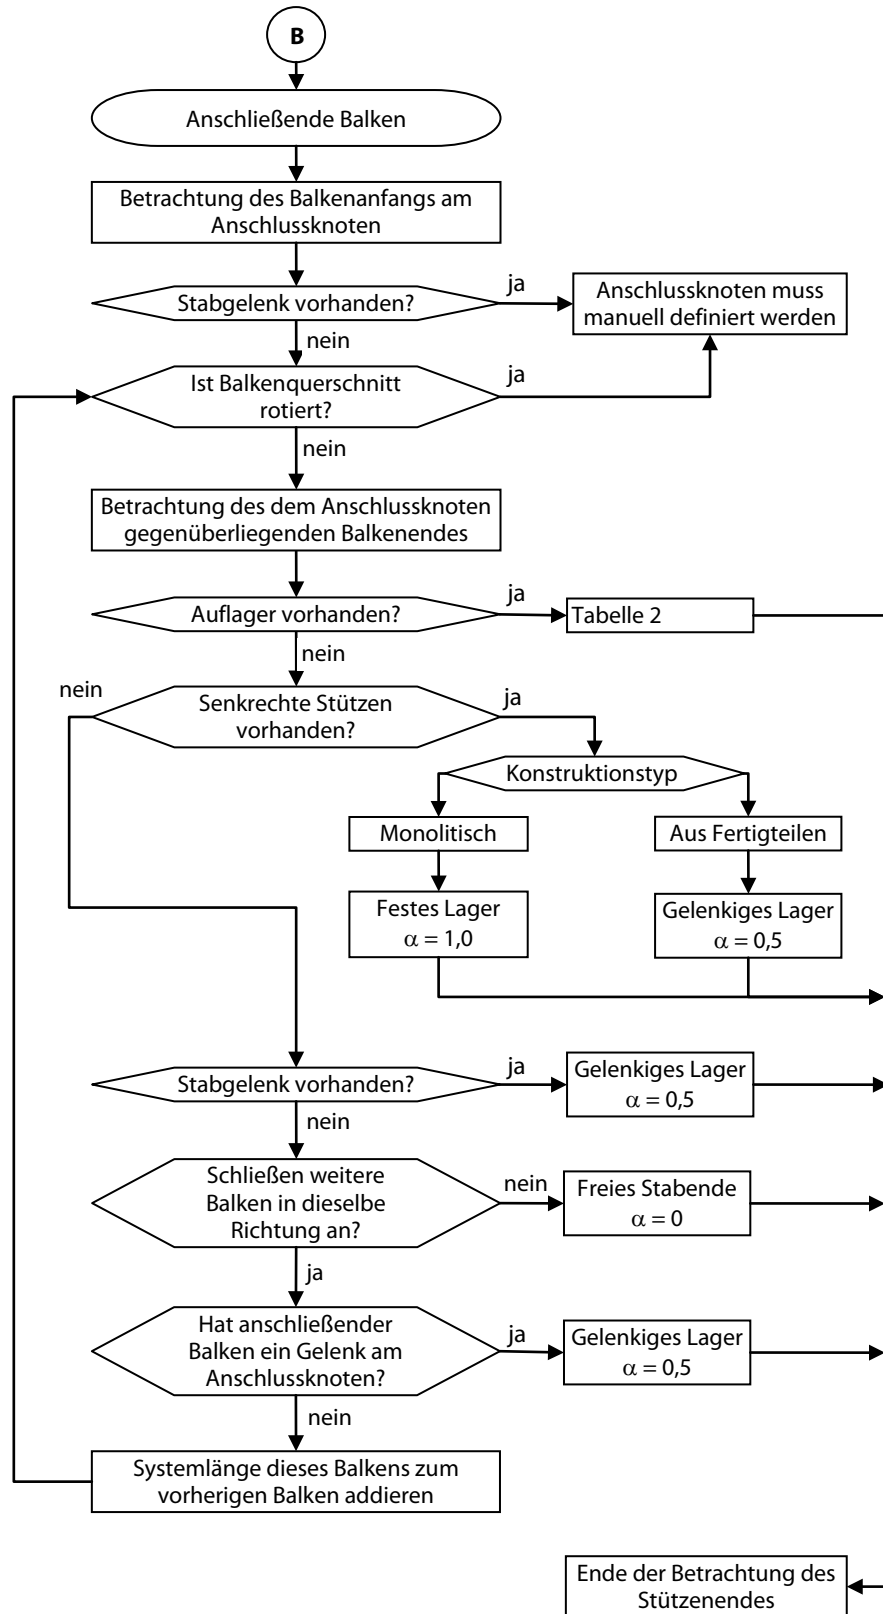 B
Anschließende Balken
Betrachtung des Balkenanfangs am
Anschlussknoten
Stabgelenk vorhanden?
ja
Anschlussknoten muss
manuell definiert werden
nein
Ist Balkenquerschnitt
rotiert?
ja
nein
Betrachtung des dem Anschlussknoten
gegenüberliegenden Balkenendes
Auflager vorhanden?
ja
Tabelle 2
nein
nein
Senkrechte Stützen
vorhanden?
ja
Konstruktionstyp
Monolitisch
Aus Fertigteilen
Festes Lager
α = 1,0
Gelenkiges Lager
α = 0,5
Stabgelenk vorhanden?
ja
Gelenkiges Lager
α = 0,5
nein
Schließen weitere
Balken in dieselbe
Richtung an?
nein
Freies Stabende
α = 0
ja
Hat anschließender
Balken ein Gelenk am
Anschlussknoten?
ja
Gelenkiges Lager
α = 0,5
nein
Systemlänge dieses Balkens zum
vorherigen Balken addieren
Ende der Betrachtung des
Stützenendes